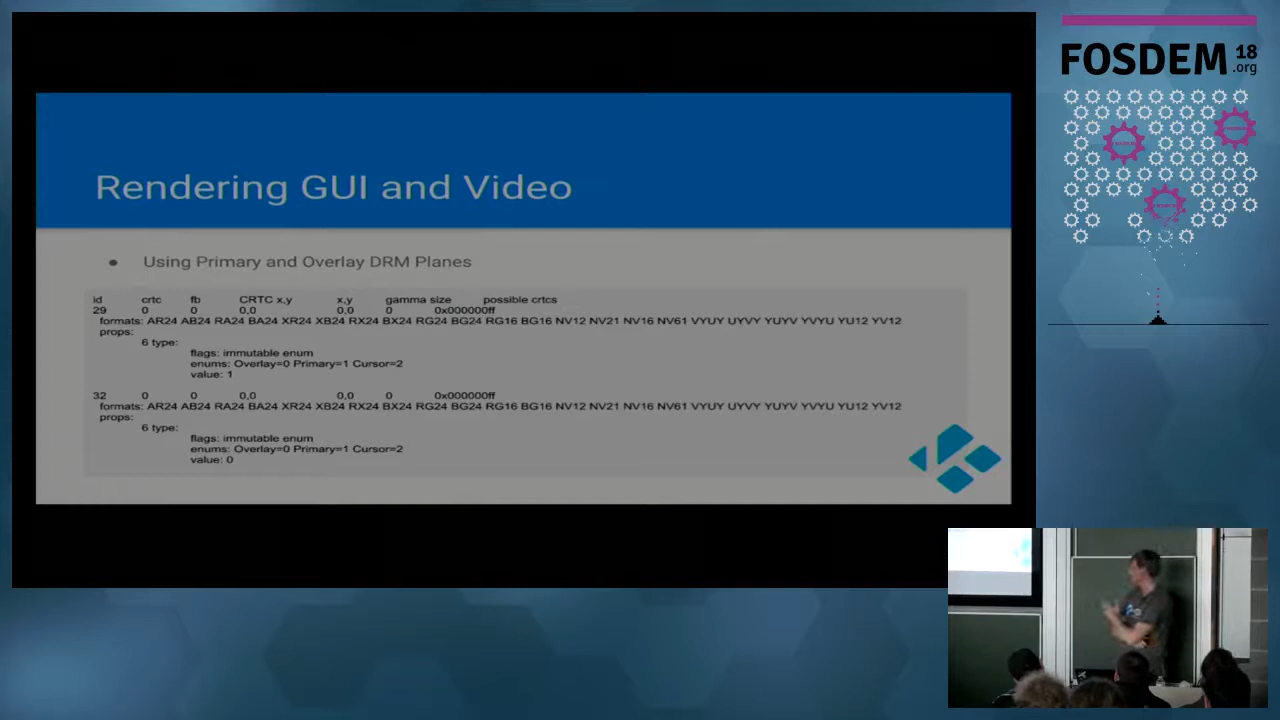 Rendering GUI and Video
Using Primary and Overlay DRM Planes
id crtc fb CRTC x,y x,y gamma size possible crtcs
29 0 0 0,0 0,0 0 0x000000ff
formats: AR24 AB24 RA24 BA24 XR24 XB24 RX24 BX24 RG24 BG24 RG16 BG16 NV12 NV21 NV16 NV61 VYUY UYVY YUYV YVYU YU12 YV12
props:
6 type:
flags: immutable enum
enums: Overlay=0 Primary=1 Cursor=2
value: 1
32 0 0 0,0 0,0 0 0x000000ff
formats: AR24 AB24 RA24 BA24 XR24 XB24 RX24 BX24 RG24 BG24 RG16 BG16 NV12 NV21 NV16 NV61 VYUY UYVY YUYV YVYU YU12 YV12
props:
6 type:
flags: immutable enum
enums: Overlay=0 Primary=1 Cursor=2
value: 0
FOSDEM 18
.org